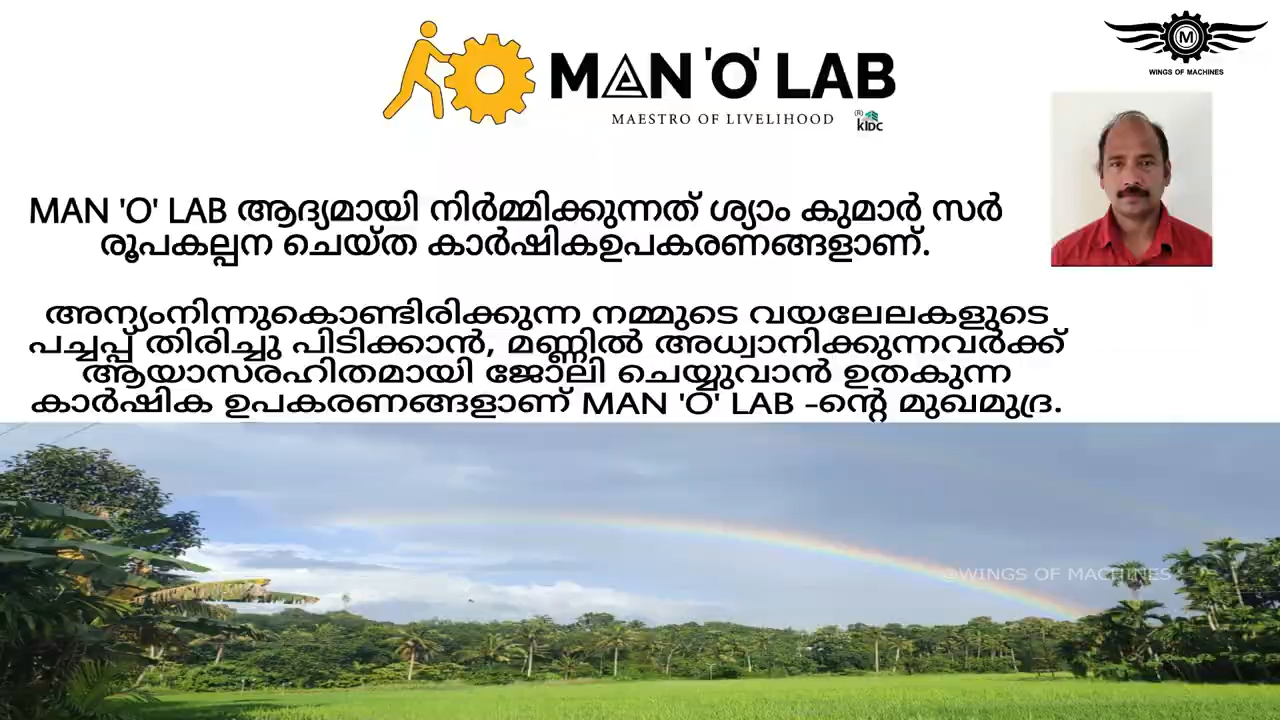 MAN 'O' LAB
MAESTRO OF LIVELIHOOD
(R)
kIDC
M
WINGS OF MACHINES
MAN 'O' LAB ആദ്യമായി നിർമ്മിക്കുന്നത് ശ്യാം കുമാർ സർ
രൂപകല്പന ചെയ്ത കാർഷികഉപകരണങ്ങളാണ്.
അന്യംനിന്നുകൊണ്ടിരിക്കുന്ന നമ്മുടെ വയലേലകളുടെ
പച്ചപ്പ് തിരിച്ചു പിടിക്കാൻ, മണ്ണിൽ അധ്വാനിക്കുന്നവർക്ക്
ആയാസരഹിതമായി ജോലി ചെയ്യുവാൻ ഉതകുന്ന
കാർഷിക ഉപകരണങ്ങളാണ് MAN 'O' LAB –ന്റെ മുഖമുദ്ര.
©WINGS OF MACHINES